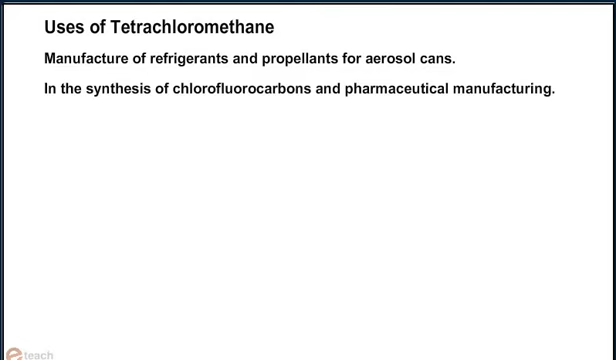 Uses of Tetrachloromethane
Manufacture of refrigerants and propellants for aerosol cans.
In the synthesis of chlorofluorocarbons and pharmaceutical manufacturing.
e teach